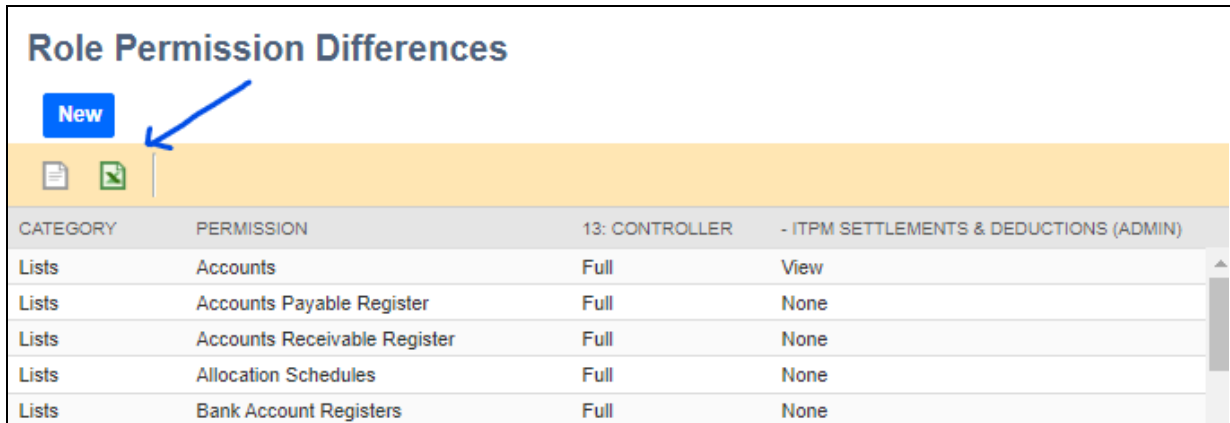 Role Permission Differences
New
CATEGORY PERMISSION 13: CONTROLLER - ITPM SETTLEMENTS & DEDUCTIONS (ADMIN)
Lists Accounts Full View
Lists Accounts Payable Register Full None
Lists Accounts Receivable Register Full None
Lists Allocation Schedules Full None
Lists Bank Account Registers Full None